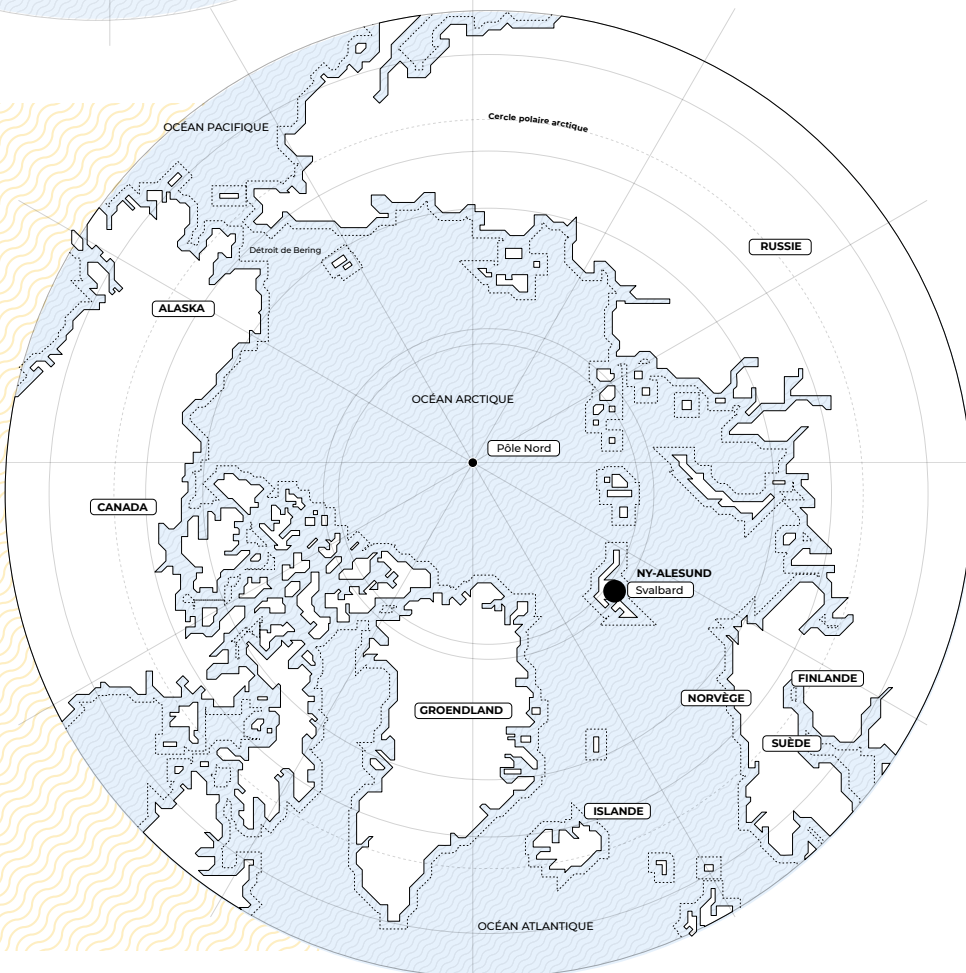 Cercle polaire arctique
OCÉAN PACIFIQUE
RUSSIE
Détroit de Bering
ALASKA
OCÉAN ARCTIQUE
Pôle Nord
CANADA
NY-ALESUND
Svalbard
FINLANDE
NORVÈGE
GROENDLAND
SUÈDE
ISLANDE
OCÉAN ATLANTIQUE